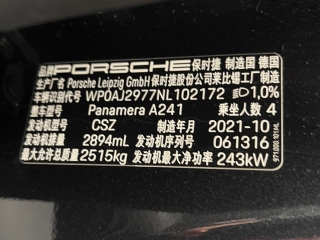 品牌 PORSCHE 保时捷 制造国 德国
生产厂名 Porsche Leipzig GmbH 保时捷股份公司莱比锡工厂制造
车辆识别代号 WP0AJ2977NL102172 1,0%
整车型号 Panamera A241 乘坐人数 4
发动机型号 CSZ 制造年月 2021-10
发动机排量 2894mL 发动机序列号 061316
最大允许总质量 2515kg 发动机最大净功率 243kW